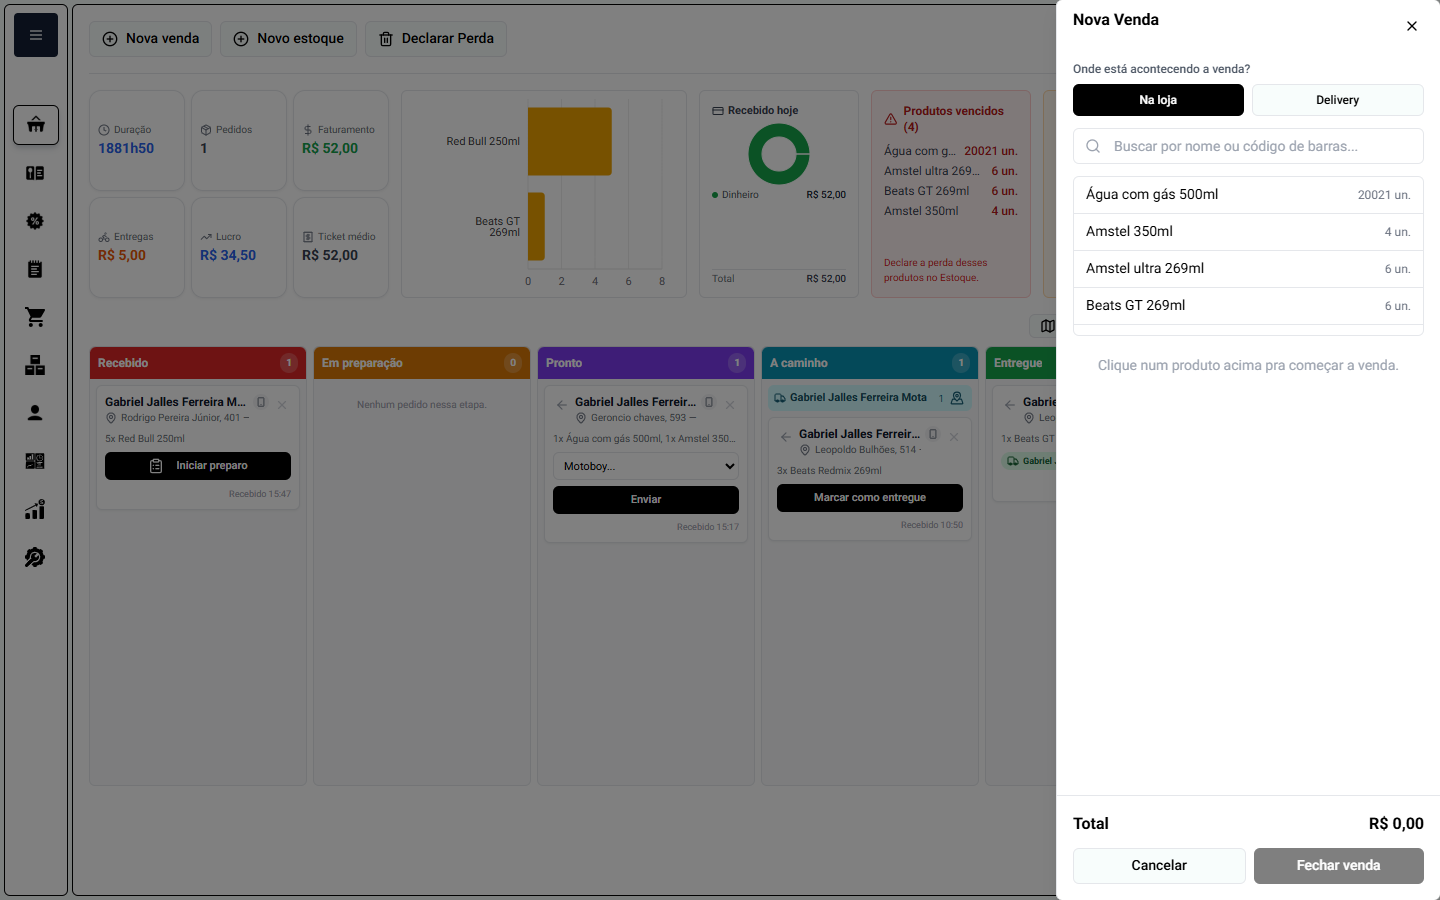 Nova venda
Novo estoque
Declarar Perda
Duração
1881h50
Pedidos
1
Faturamento
R$ 52,00
Entregas
R$ 5,00
Lucro
R$ 34,50
Ticket médio
R$ 52,00
Red Bull 250ml
Beats GT
269ml
0 2 4 6 8
Recebido hoje
Dinheiro R$ 52,00
Total R$ 52,00
Produtos vencidos
(4)
Água com g... 20021 un.
Amstel ultra 269... 6 un.
Beats GT 269ml 6 un.
Amstel 350ml 4 un.
Declare a perda desses
produtos no Estoque.
Recebido 1
Gabriel Jalles Ferreira M...
Rodrigo Pereira Júnior, 401 –
5x Red Bull 250ml
Iniciar preparo
Recebido 15:47
Em preparação 0
Nenhum pedido nessa etapa.
Pronto 1
Gabriel Jalles Ferreir...
Geroncio chaves, 593 –
1x Água com gás 500ml, 1x Amstel 350...
Motoboy...
Enviar
Recebido 15:17
A caminho 1
Gabriel Jalles Ferreira Mota 1
Gabriel Jalles Ferreir...
Leopoldo Bulhões, 514 ·
3x Beats Redmix 269ml
Marcar como entregue
Recebido 10:50
Entregue
Gabrie
Leo
1x Beats GT
Gabriel J
Nova Venda
Onde está acontecendo a venda?
Na loja
Delivery
Buscar por nome ou código de barras...
Água com gás 500ml 20021 un.
Amstel 350ml 4 un.
Amstel ultra 269ml 6 un.
Beats GT 269ml 6 un.
Clique num produto acima pra começar a venda.
Total R$ 0,00
Cancelar
Fechar venda